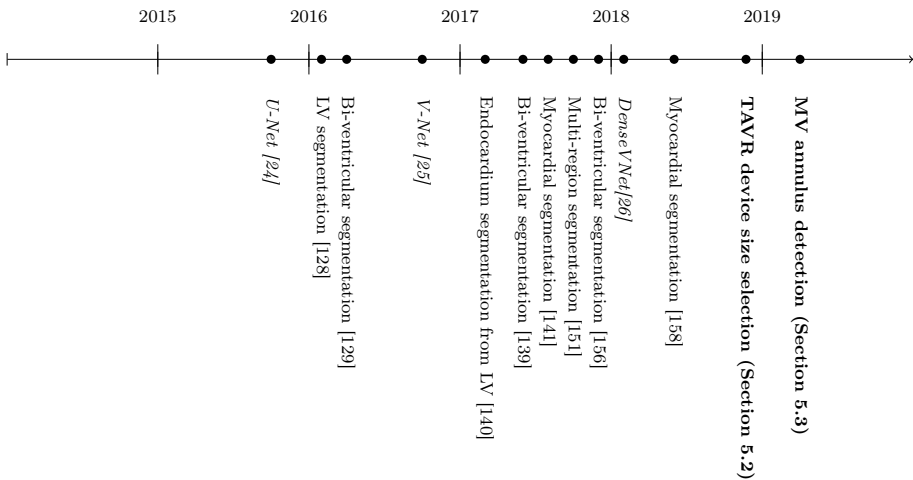 2015
2016
2017
2018
2019
U-Net [24]
LV segmentation [128]
Bi-ventricular segmentation [129]
V-Net [25]
Endocardium segmentation from LV [140]
Bi-ventricular segmentation [139]
Myocardial segmentation [141]
Multi-region segmentation [151]
Bi-ventricular segmentation [156]
DenseVNet[26]
Myocardial segmentation [158]
TAVR device size selection (Section 5.2)
MV annulus detection (Section 5.3)